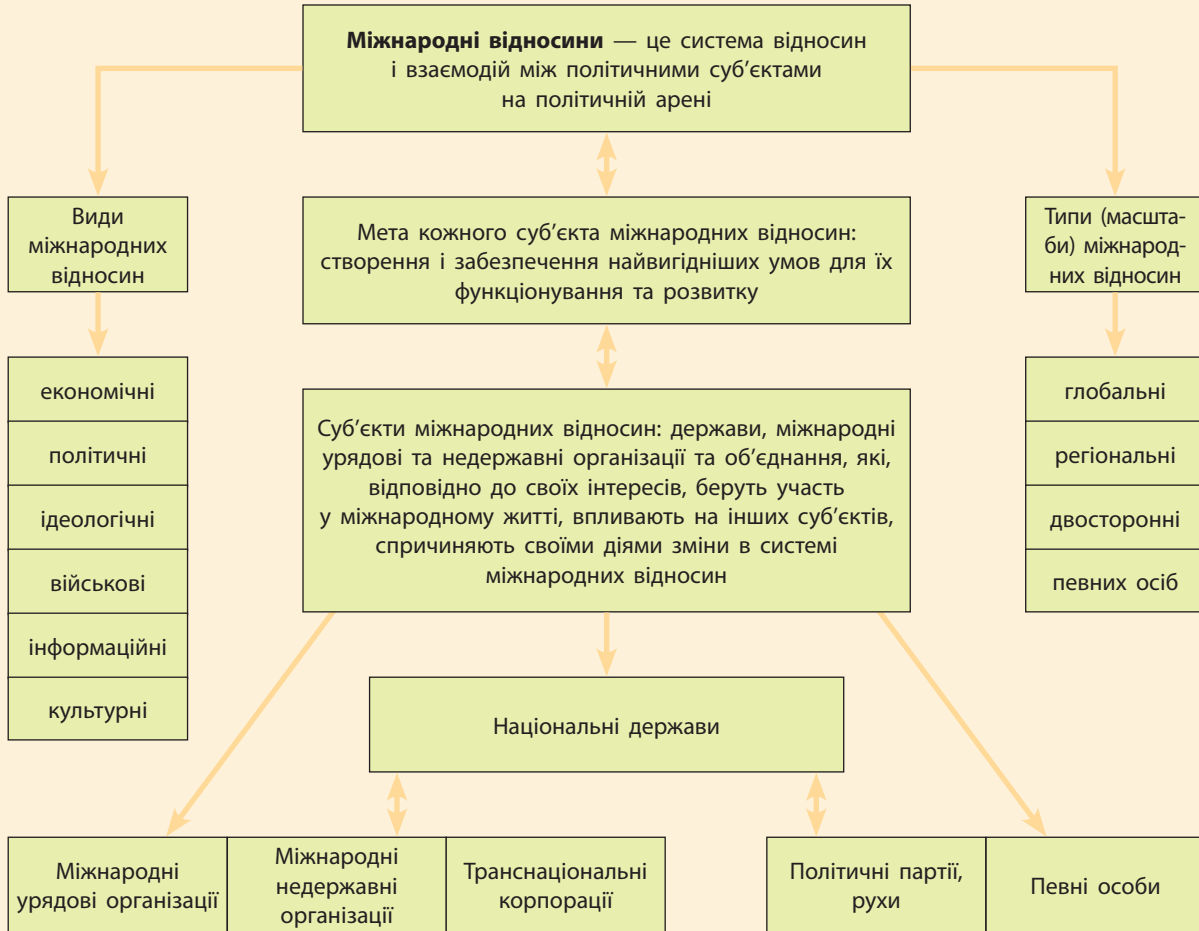 Міжнародні відносини — це система відносин
і взаємодій між політичними суб’єктами
на політичній арені
Види
міжнародних
відносин
Мета кожного суб’єкта міжнародних відносин:
створення і забезпечення найвигідніших умов для їх
функціонування та розвитку
Типи (масшта-
би) міжнарод-
них відносин
економічні
політичні
ідеологічні
військові
інформаційні
культурні
Суб’єкти міжнародних відносин: держави, міжнародні
урядові та недержавні організації та об’єднання, які,
відповідно до своїх інтересів, беруть участь
у міжнародному житті, впливають на інших суб’єктів,
спричиняють своїми діями зміни в системі
міжнародних відносин
глобальні
регіональні
двосторонні
певних осіб
Національні держави
Міжнародні
урядові організації
Міжнародні
недержавні
організації
Транснаціональні
корпорації
Політичні партії,
рухи
Певні особи